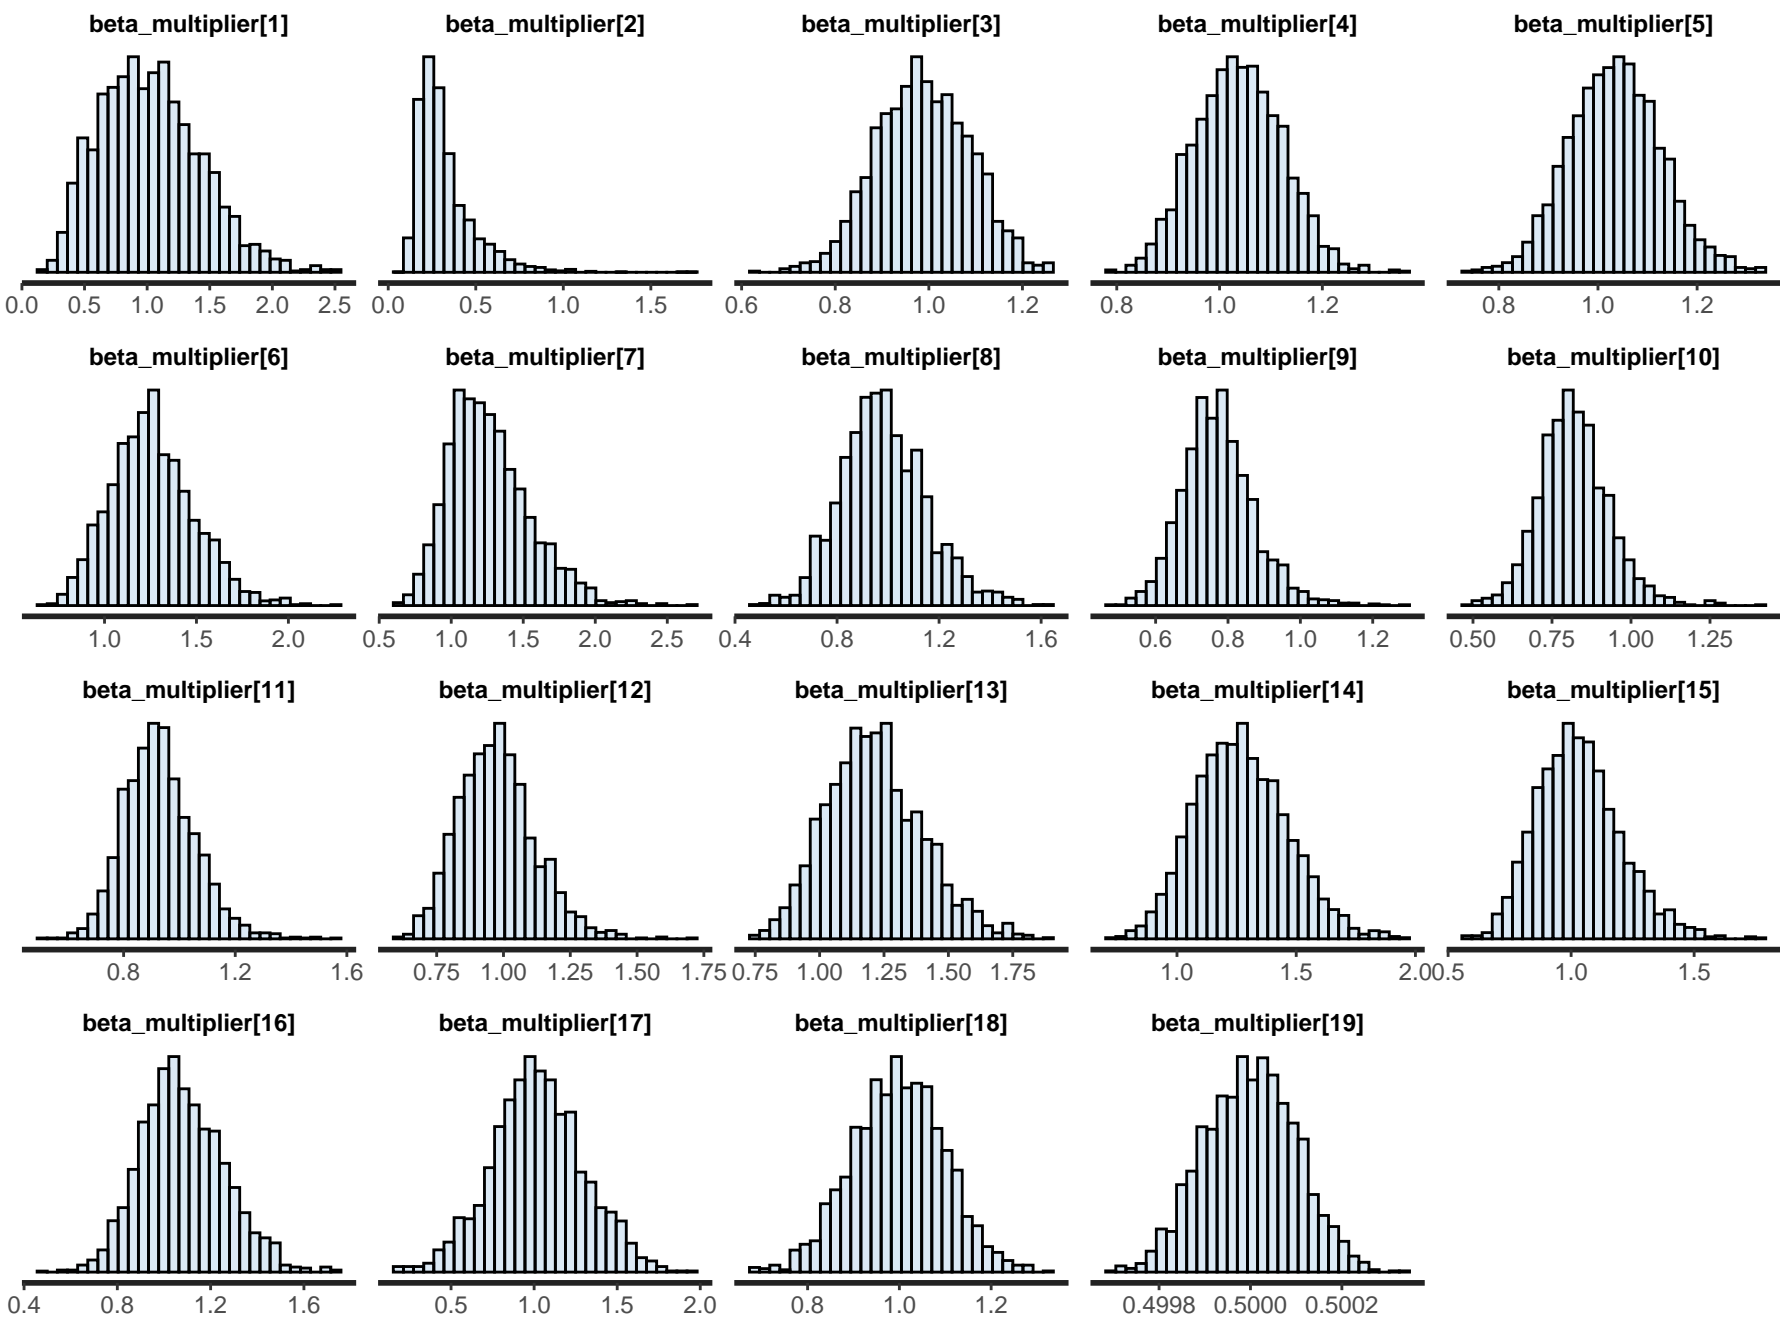 beta_multiplier[1] beta_multiplier[2] beta_multiplier[3] beta_multiplier[4] beta_multiplier[5]
0.0 0.5 1.0 1.5 2.0 2.5 0.0 0.5 1.0 1.5 0.6 0.8 1.0 1.2 0.8 1.0 1.2 0.8 1.0 1.2
beta_multiplier[6] beta_multiplier[7] beta_multiplier[8] beta_multiplier[9] beta_multiplier[10]
1.0 1.5 2.0 0.5 1.0 1.5 2.0 2.5 0.4 0.8 1.2 1.6 0.6 0.8 1.0 1.2 0.50 0.75 1.00 1.25
beta_multiplier[11] beta_multiplier[12] beta_multiplier[13] beta_multiplier[14] beta_multiplier[15]
0.8 1.2 1.6 0.75 1.00 1.25 1.50 1.75 0.75 1.00 1.25 1.50 1.75 1.0 1.5 2.0 0.5 1.0 1.5
beta_multiplier[16] beta_multiplier[17] beta_multiplier[18] beta_multiplier[19]
0.4 0.8 1.2 1.6 0.5 1.0 1.5 2.0 0.8 1.0 1.2 0.4998 0.5000 0.5002